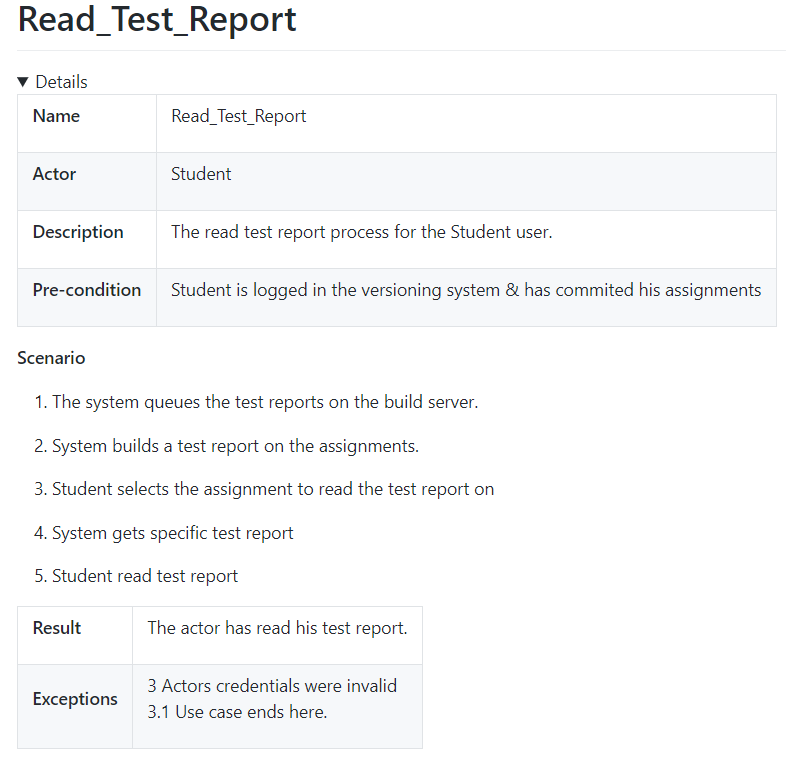 Read_Test_Report
▼ Details
Name Read_Test_Report
Actor Student
Description The read test report process for the Student user.
Pre-condition Student is logged in the versioning system & has commited his assignments
Scenario
1. The system queues the test reports on the build server.
2. System builds a test report on the assignments.
3. Student selects the assignment to read the test report on
4. System gets specific test report
5. Student read test report
Result The actor has read his test report.
Exceptions 3 Actors credentials were invalid
3.1 Use case ends here.